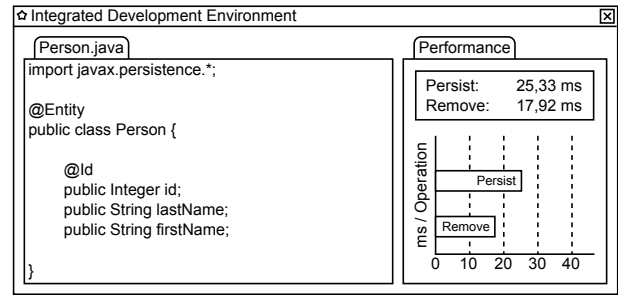 Integrated Development Environment
Person.java
import javax.persistence.*;
@Entity
public class Person {
@Id
public Integer id;
public String lastName;
public String firstName;
}
Performance
Persist: 25,33 ms
Remove: 17,92 ms
ms / Operation
Persist
Remove
0 10 20 30 40